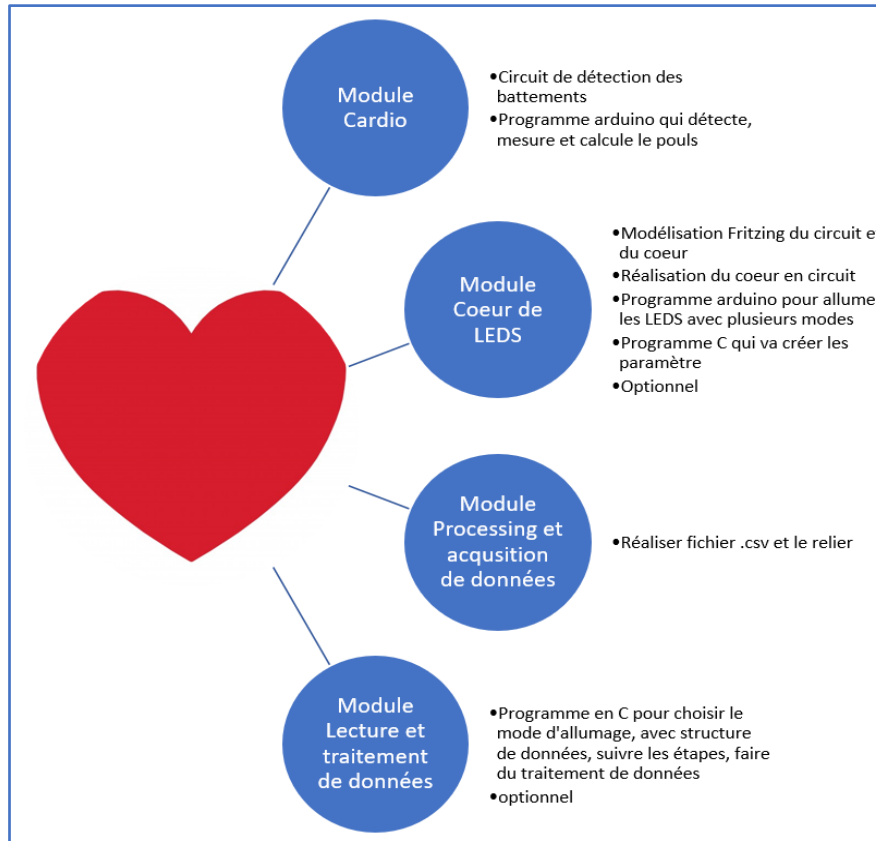 Module
Cardio
•Circuit de détection des
battements
•Programme arduino qui détecte,
mesure et calcule le pouls
Module
Coeur de
LEDS
•Modélisation Fritzing du circuit et
du coeur
•Réalisation du coeur en circuit
•Programme arduino pour allume
les LEDS avec plusieurs modes
•Programme C qui va créer les
paramètre
•Optionnel
Module
Processing et
acqusition
de données
•Réaliser fichier .csv et le relier
Module
Lecture et
traitement
de données
•Programme en C pour choisir le
mode d'allumage, avec structure
de données, suivre les étapes, faire
du traitement de données
•optionnel